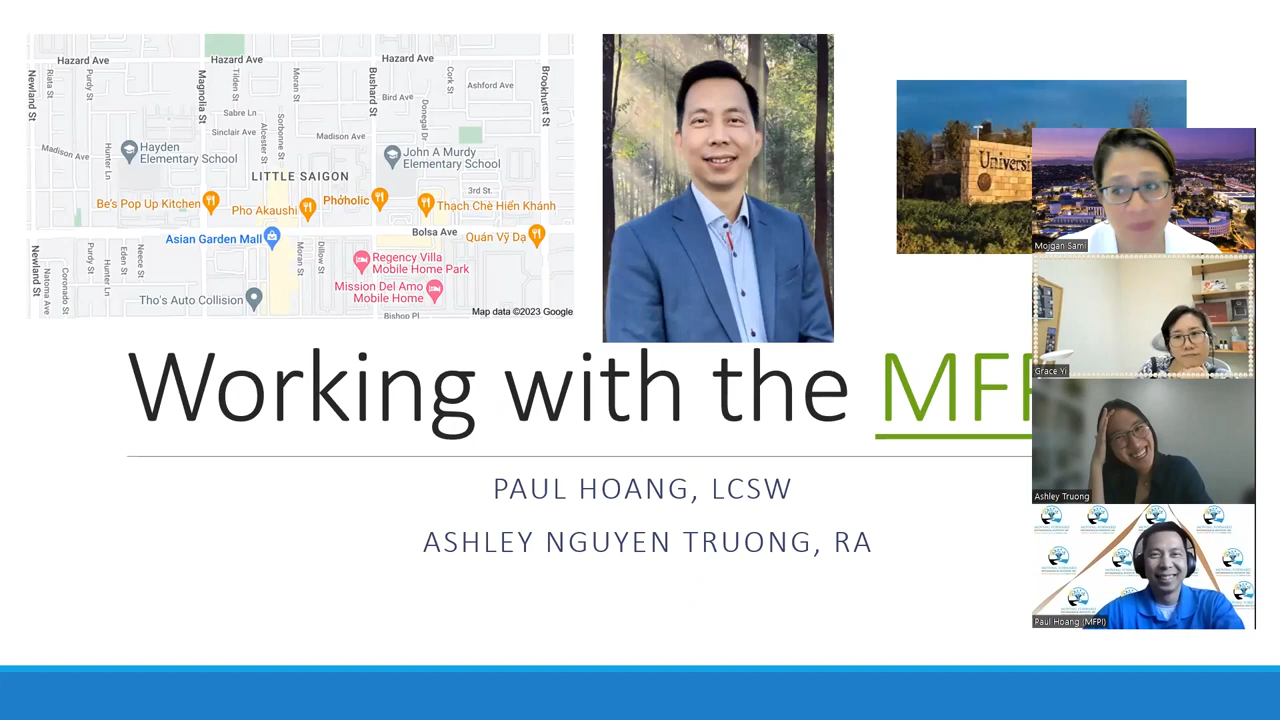 Hazard Ave
Hazard Ave
Hazard Ave
Newland St
Riata St
Purdy St
Magnolia St
Tilden St
Moran St
Bushard St
Cork St
Brookhurst St
Ashford Ave
Bird Ave
Sabre Ln
Donegal Dr
Sinclair Ave
Alcester St
Sorbonne St
Madison Ave
Madison Ave
Hunter Ln
Hayden
Elementary School
John A Murdy
Elementary School
LITTLE SAIGON
3rd St.
Be's Pop Up Kitchen
Pho Akaushi
Phởholic
Thạch Chè Hiển Khánh
Asian Garden Mall
Bolsa Ave
Quán Vỹ Dạ
Newland St
Natoma Ave
Coronado St
Purdy St
Hunter Ln
Eden St
Neece St
Moran St
Dillow St
Regency Villa
Mobile Home Park
Mission Del Amo
Mobile Home
Tho's Auto Collision
Bishop Pl
Map data ©2023 Google
Universi
Mojgan Sami
Grace Yi
Ashley Truong
Paul Hoang (MFPI)
Working with the MFP
PAUL HOANG, LCSW
ASHLEY NGUYEN TRUONG, RA